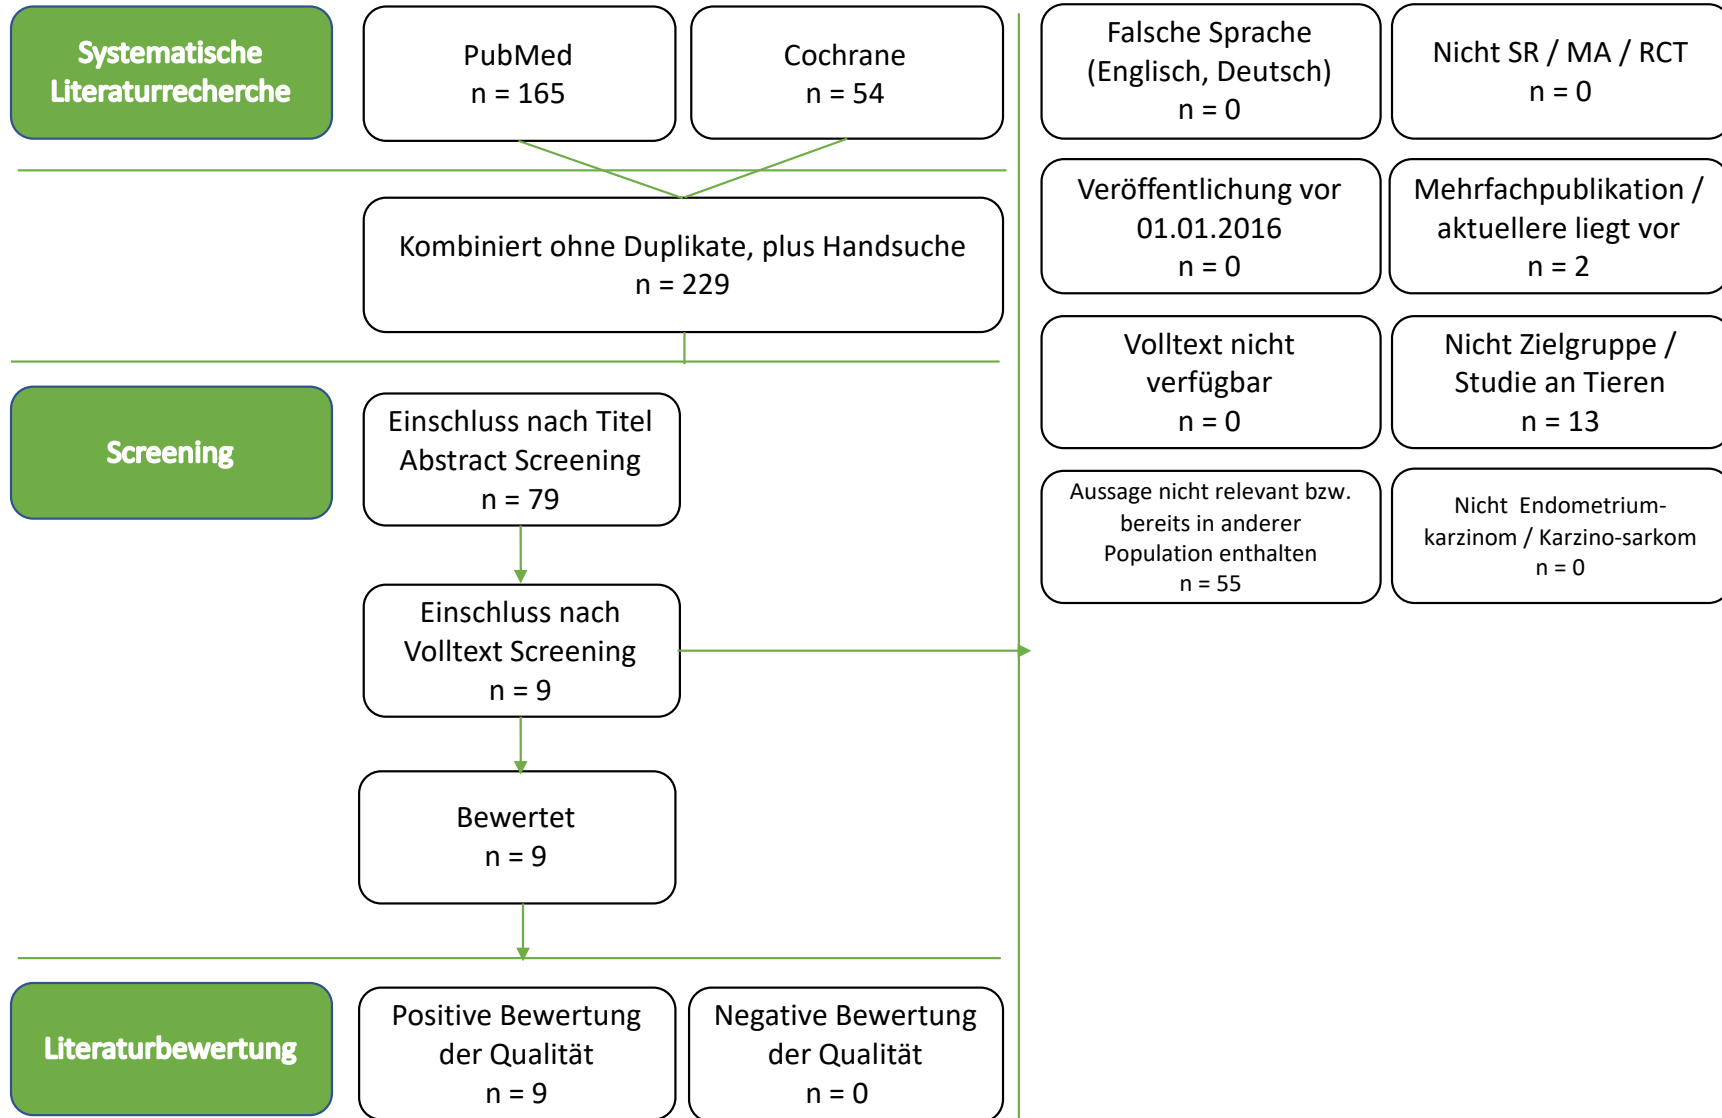 Systematische
Literaturrecherche
PubMed
n = 165
Cochrane
n = 54
Kombiniert ohne Duplikate, plus Handsuche
n = 229
Screening
Einschluss nach Titel
Abstract Screening
n = 79
Einschluss nach
Volltext Screening
n = 9
Bewertet
n = 9
Literaturbewertung
Positive Bewertung
der Qualität
n = 9
Negative Bewertung
der Qualität
n = 0
Falsche Sprache
(Englisch, Deutsch)
n = 0
Nicht SR / MA / RCT
n = 0
Veröffentlichung vor
01.01.2016
n = 0
Mehrfachpublikation /
aktuellere liegt vor
n = 2
Volltext nicht
verfügbar
n = 0
Nicht Zielgruppe /
Studie an Tieren
n = 13
Aussage nicht relevant bzw.
bereits in anderer
Population enthalten
n = 55
Nicht Endometrium-
karzinom / Karzino-sarkom
n = 0